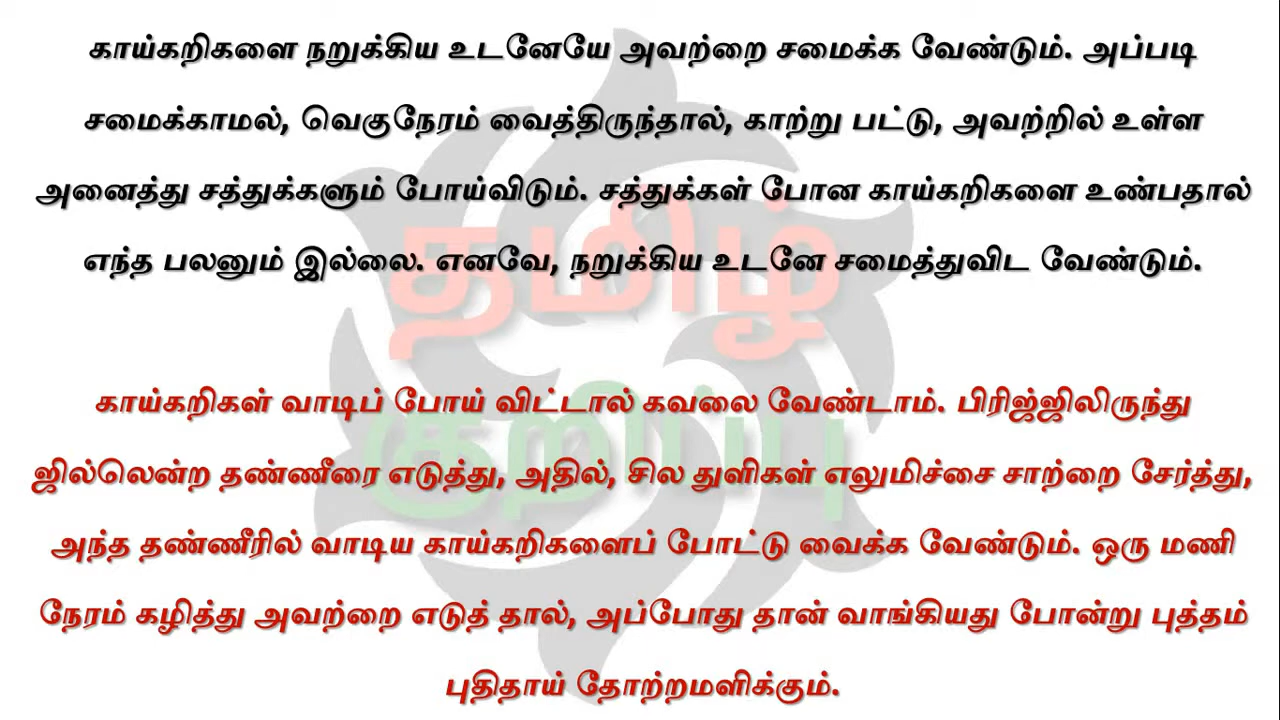 காய்கறிகளை நறுக்கிய உடனேயே அவற்றை சமைக்க வேண்டும். அப்படி
சமைக்காமல், வெகுநேரம் வைத்திருந்தால், காற்று பட்டு, அவற்றில் உள்ள
அனைத்து சத்துக்களும் போய்விடும். சத்துக்கள் போன காய்கறிகளை உண்பதால்
எந்த பலனும் இல்லை. எனவே, நறுக்கிய உடனே சமைத்துவிட வேண்டும்.
தமிழ்
காய்கறிகள் வாடிப் போய் விட்டால் கவலை வேண்டாம். பிரிஜ்ஜிலிருந்து
குறிப்பு
ஜில்லென்ற தண்ணீரை எடுத்து, அதில், சில துளிகள் எலுமிச்சை சாற்றை சேர்த்து,
அந்த தண்ணீரில் வாடிய காய்கறிகளைப் போட்டு வைக்க வேண்டும். ஒரு மணி
நேரம் கழித்து அவற்றை எடுத் தால், அப்போது தான் வாங்கியது போன்று புத்தம்
புதிதாய் தோற்றமளிக்கும்.